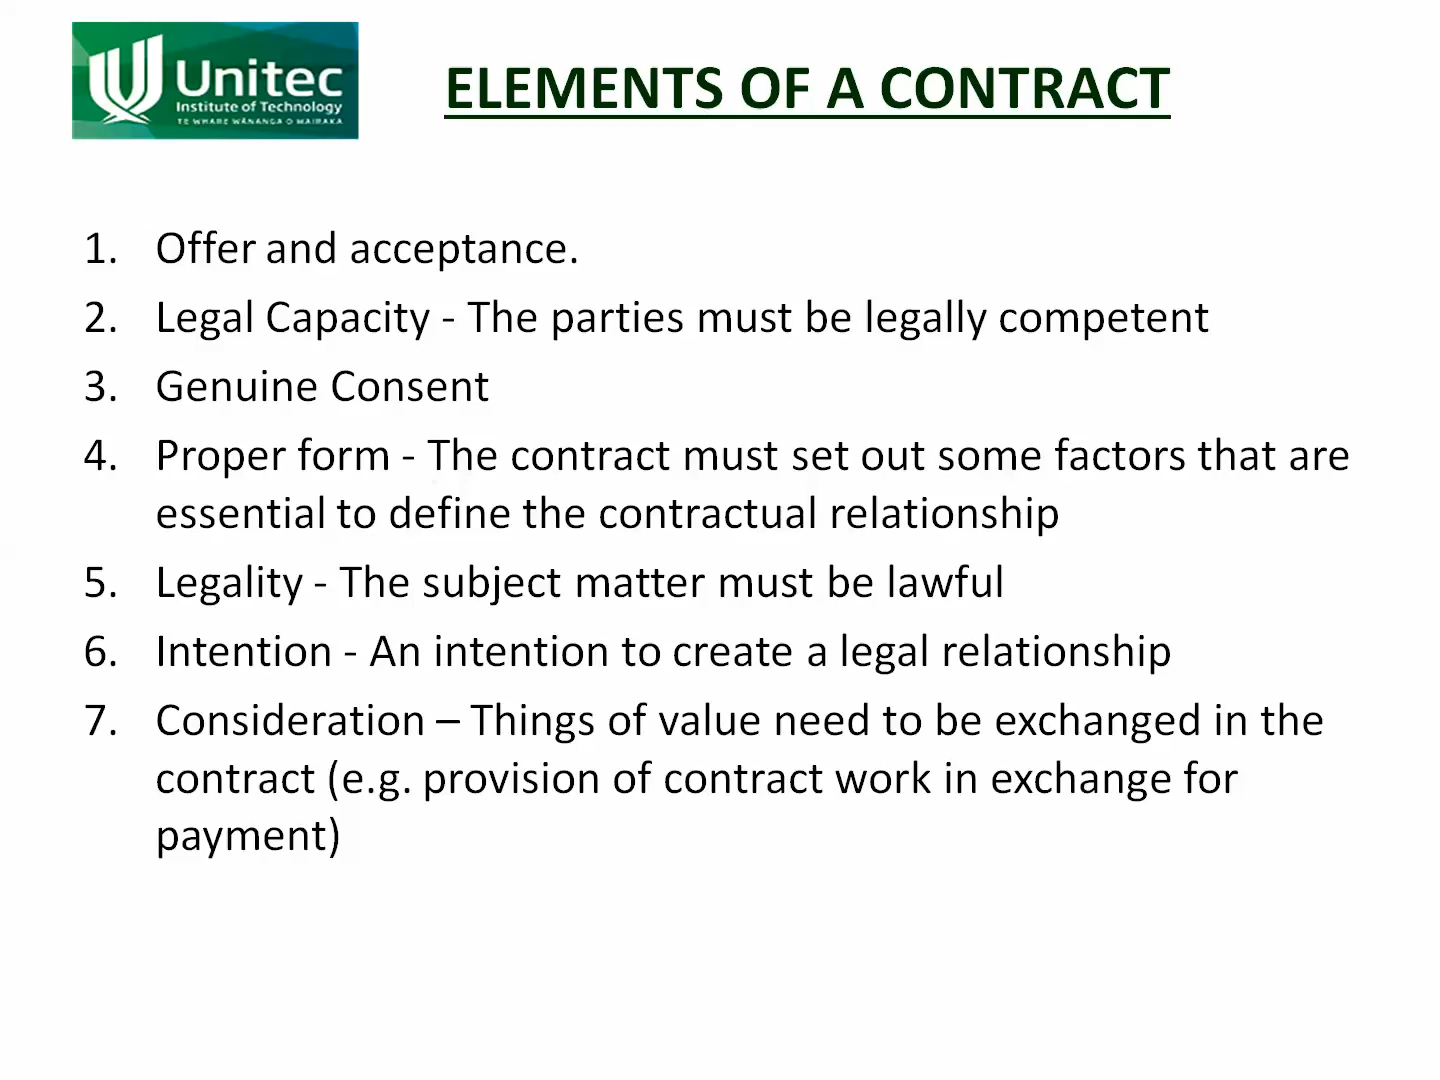 Unitec
Institute of Technology
TE WHARE WĀNANGA O WAIRAKA
ELEMENTS OF A CONTRACT
1. Offer and acceptance.
2. Legal Capacity - The parties must be legally competent
3. Genuine Consent
4. Proper form - The contract must set out some factors that are
essential to define the contractual relationship
5. Legality - The subject matter must be lawful
6. Intention - An intention to create a legal relationship
7. Consideration – Things of value need to be exchanged in the
contract (e.g. provision of contract work in exchange for
payment)